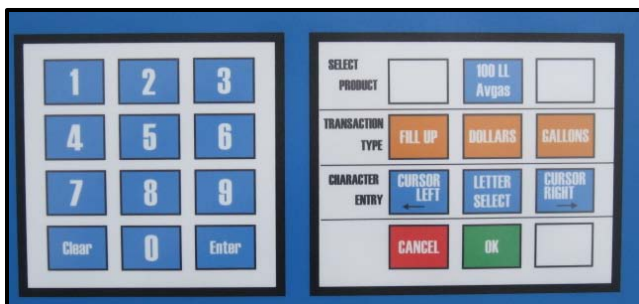 1 2 3
4 5 6
7 8 9
Clear 0 Enter
SELECT
PRODUCT
100 LL
Avgas
TRANSACTION
TYPE
FILL UP DOLLARS GALLONS
CHARACTER
ENTRY
CURSOR
LEFT
←
LETTER
SELECT
CURSOR
RIGHT
→
CANCEL OK